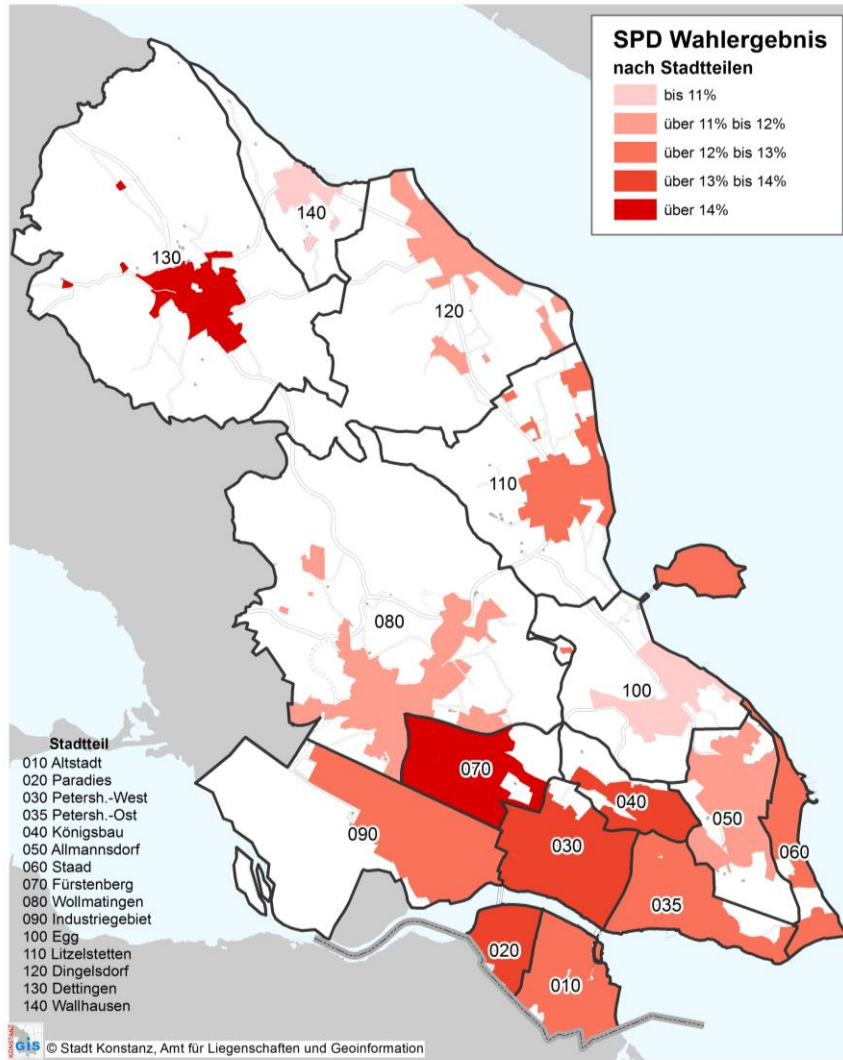 SPD Wahlergebnis
nach Stadtteilen
bis 11%
über 11% bis 12%
über 12% bis 13%
über 13% bis 14%
über 14%
140
130
120
110
080
100
070
040
050
090
030
060
035
020
010
Stadtteil
010 Altstadt
020 Paradies
030 Petersh.-West
035 Petersh.-Ost
040 Königsbau
050 Allmannsdorf
060 Staad
070 Fürstenberg
080 Wollmatingen
090 Industriegebiet
100 Egg
110 Litzelstetten
120 Dingelsdorf
130 Dettingen
140 Wallhausen
KONSTANZ
GIS
© Stadt Konstanz, Amt für Liegenschaften und Geoinformation